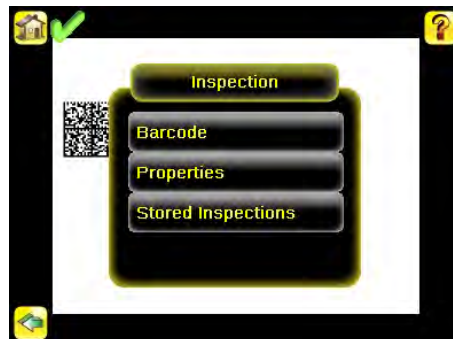 ?
Inspection
Barcode
Properties
Stored Inspections